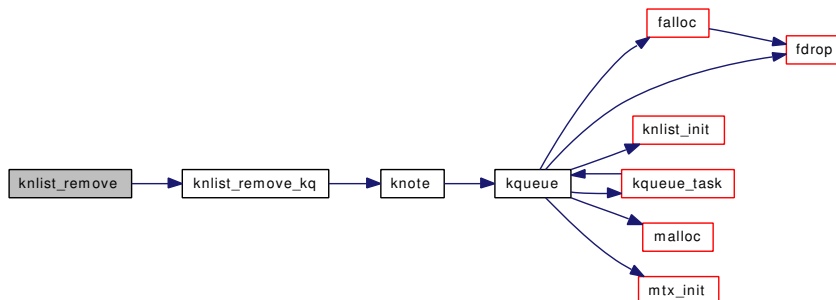 falloc
fdrop
knlist_init
knlist_remove
knlist_remove_kq
knote
kqueue
kqueue_task
malloc
mtx_init